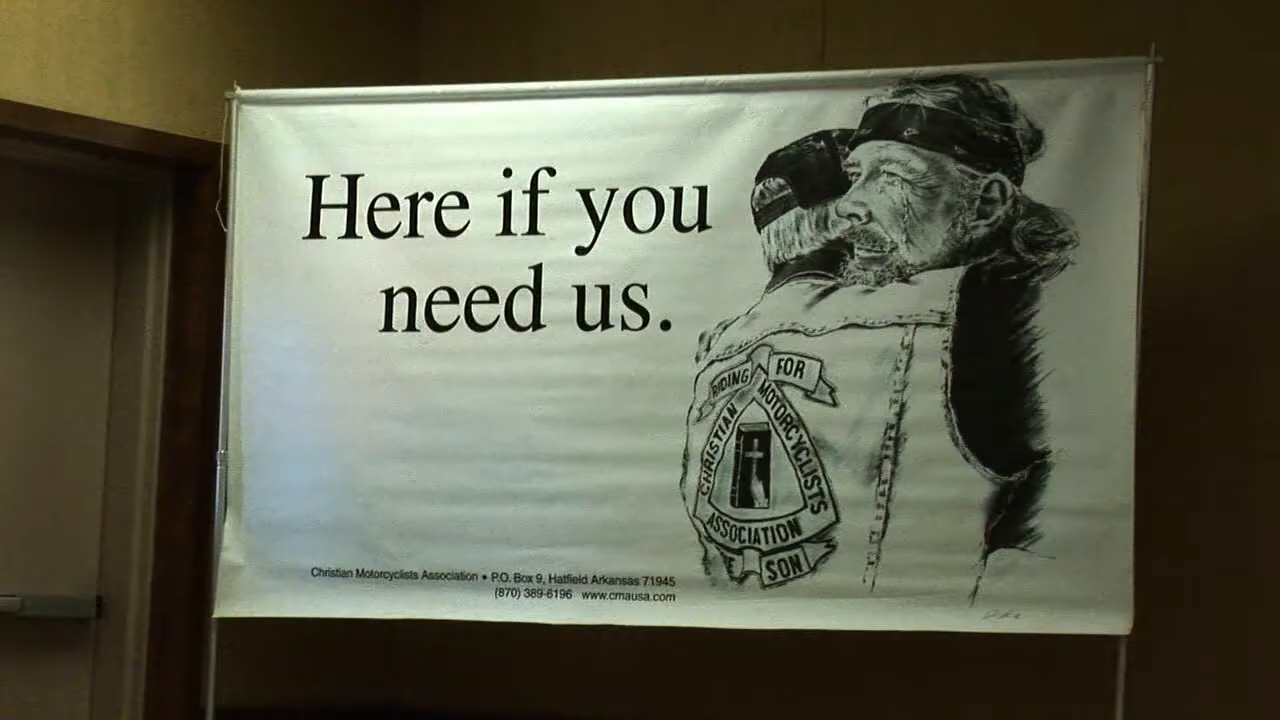 Here if you
need us.
RIDING FOR
CHRISTIAN MOTORCYCLISTS
ASSOCIATION
SON
Christian Motorcyclists Association • P.O. Box 9, Hatfield Arkansas 71945
(870) 389-6196 www.cmausa.com